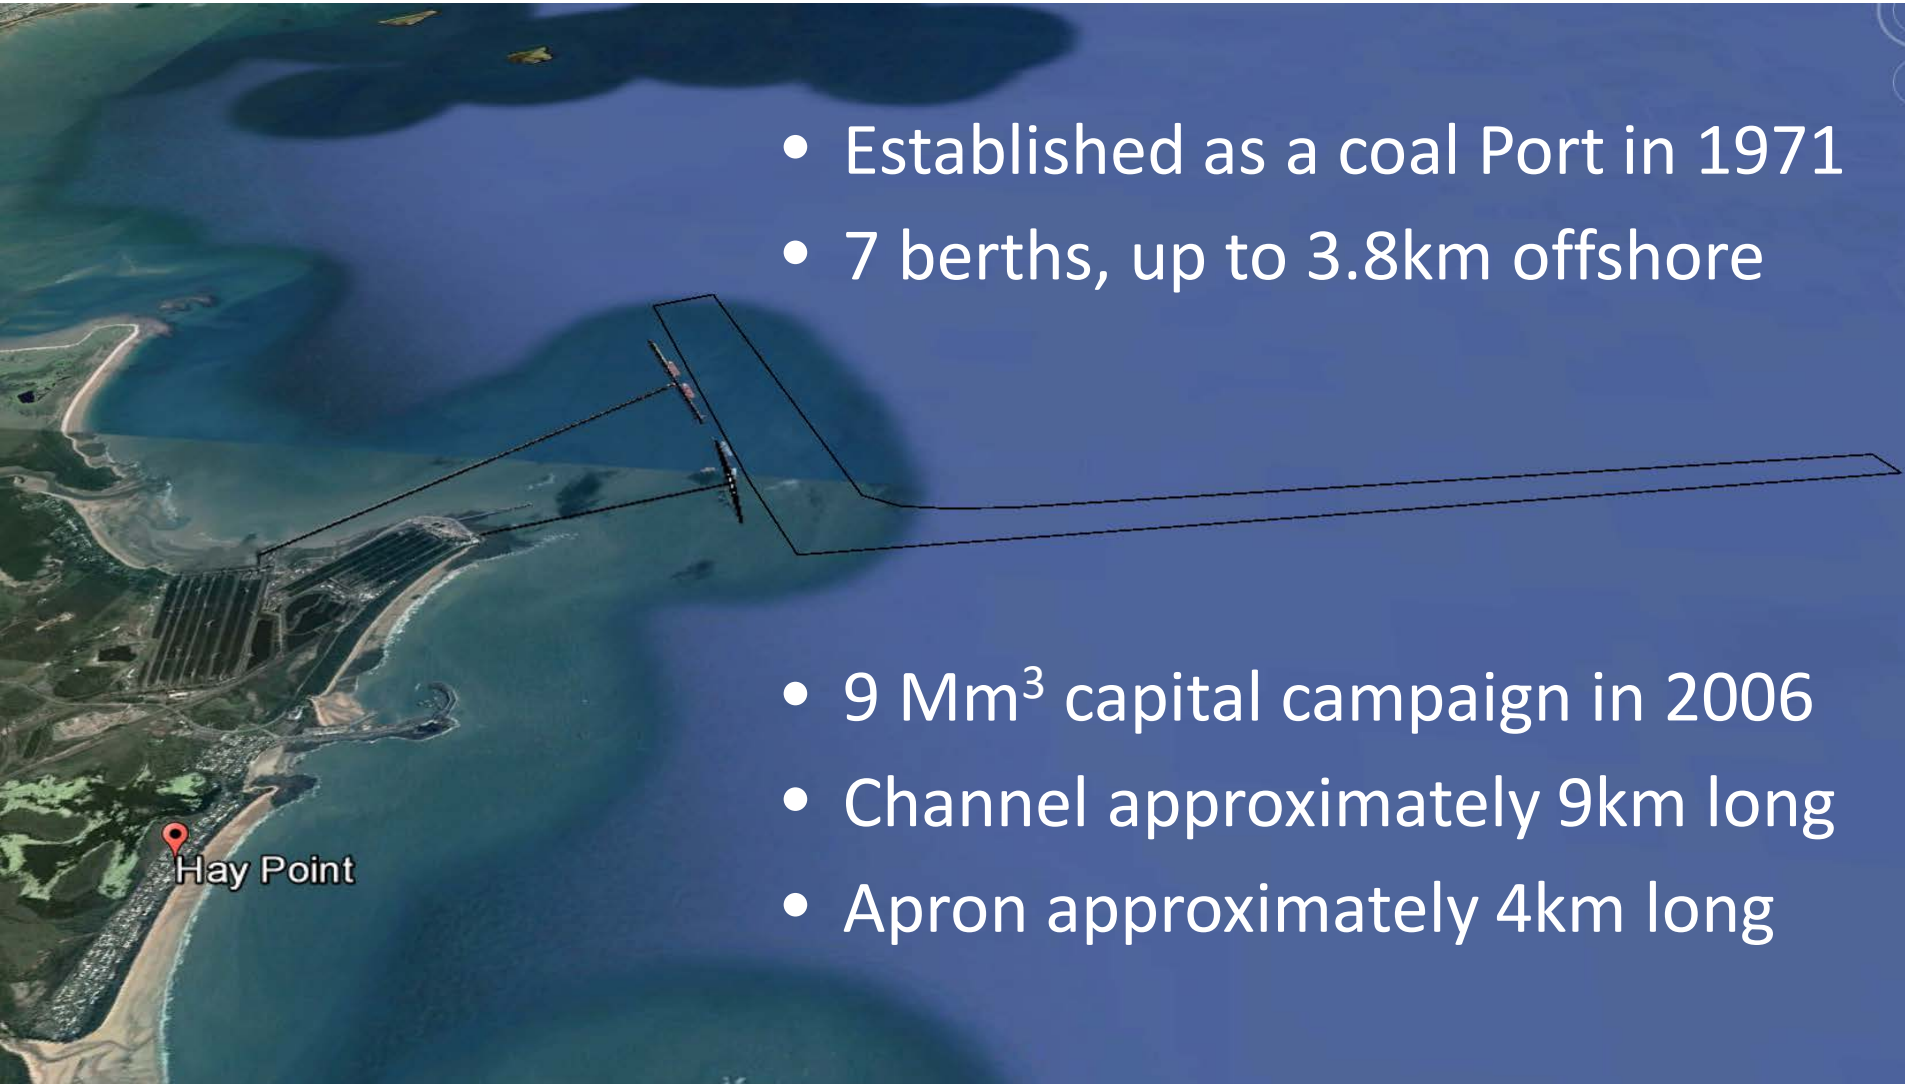 • Established as a coal Port in 1971
• 7 berths, up to 3.8km offshore
• 9 Mm³ capital campaign in 2006
• Channel approximately 9km long
• Apron approximately 4km long
Hay Point